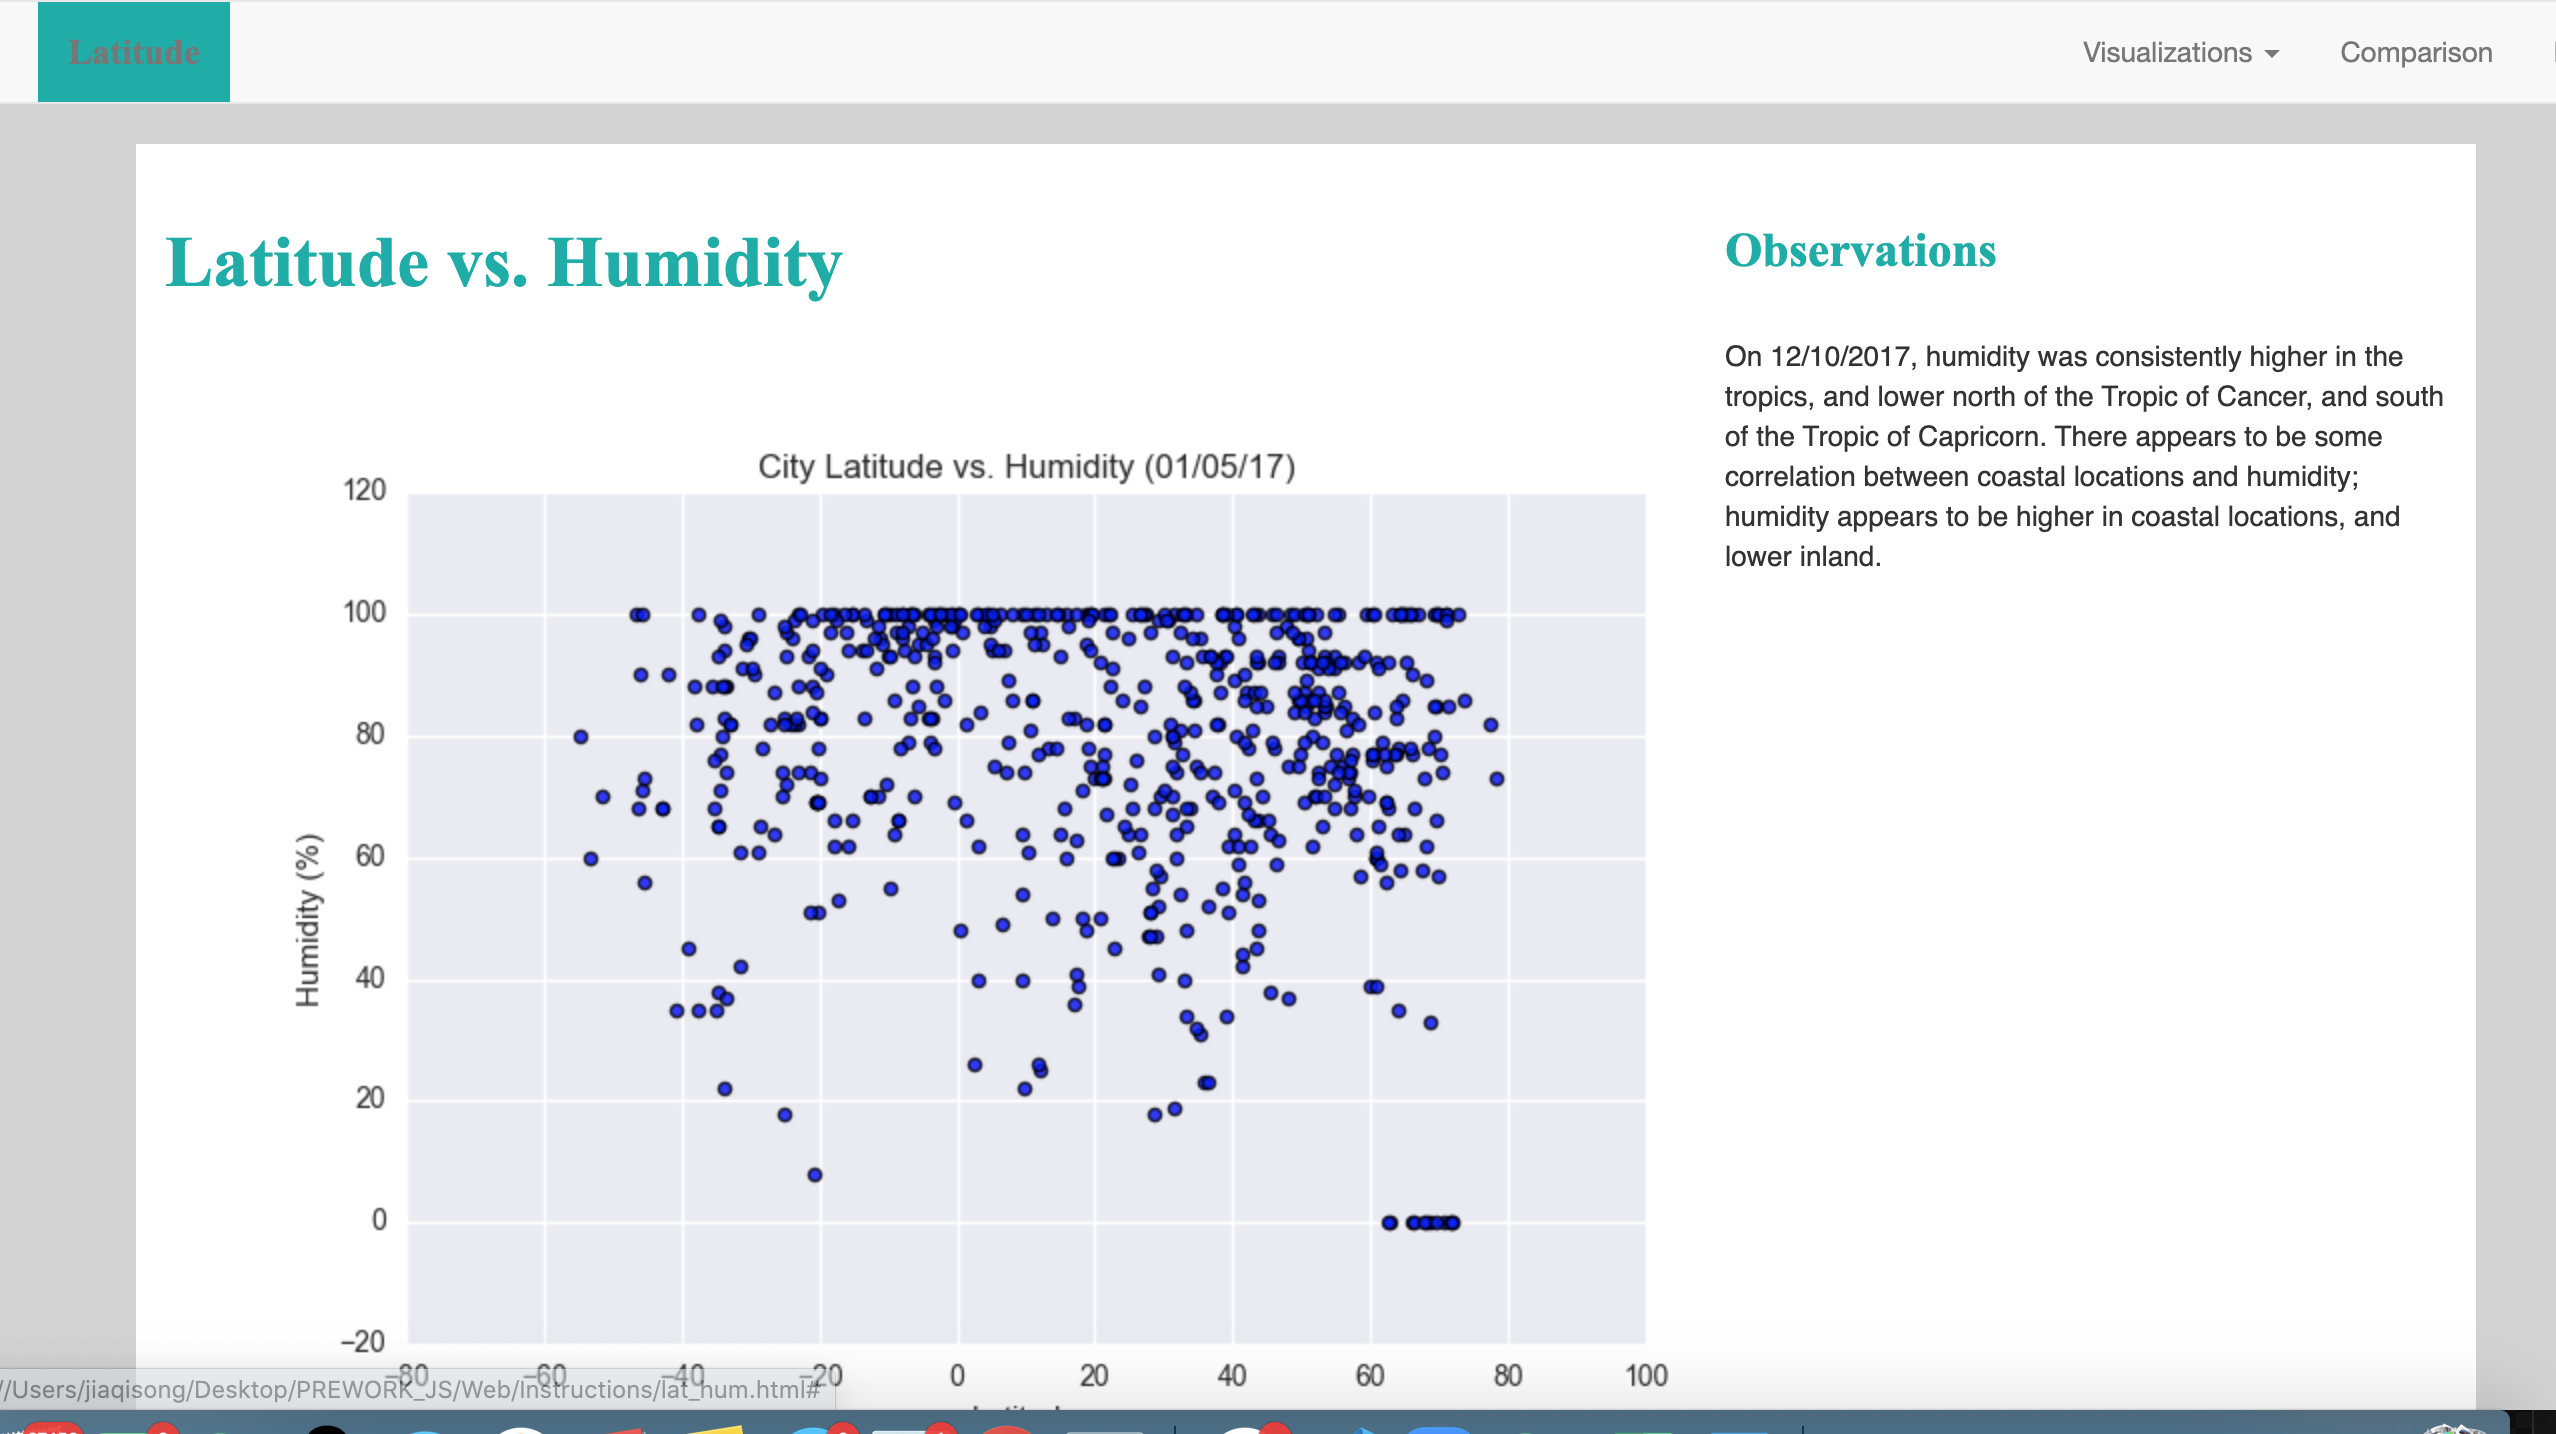 Latitude
Visualizations
Comparison
Latitude vs. Humidity
Observations
On 12/10/2017, humidity was consistently higher in the
tropics, and lower north of the Tropic of Cancer, and south
of the Tropic of Capricorn. There appears to be some
correlation between coastal locations and humidity;
humidity appears to be higher in coastal locations, and
lower inland.
City Latitude vs. Humidity (01/05/17)
120
100
80
60
40
20
0
−20
Humidity (%)
−80 −60 −40 −20 0 20 40 60 80 100
//Users/jiaqisong/Desktop/PREWORK_JS/Web/Instructions/lat_hum.html#